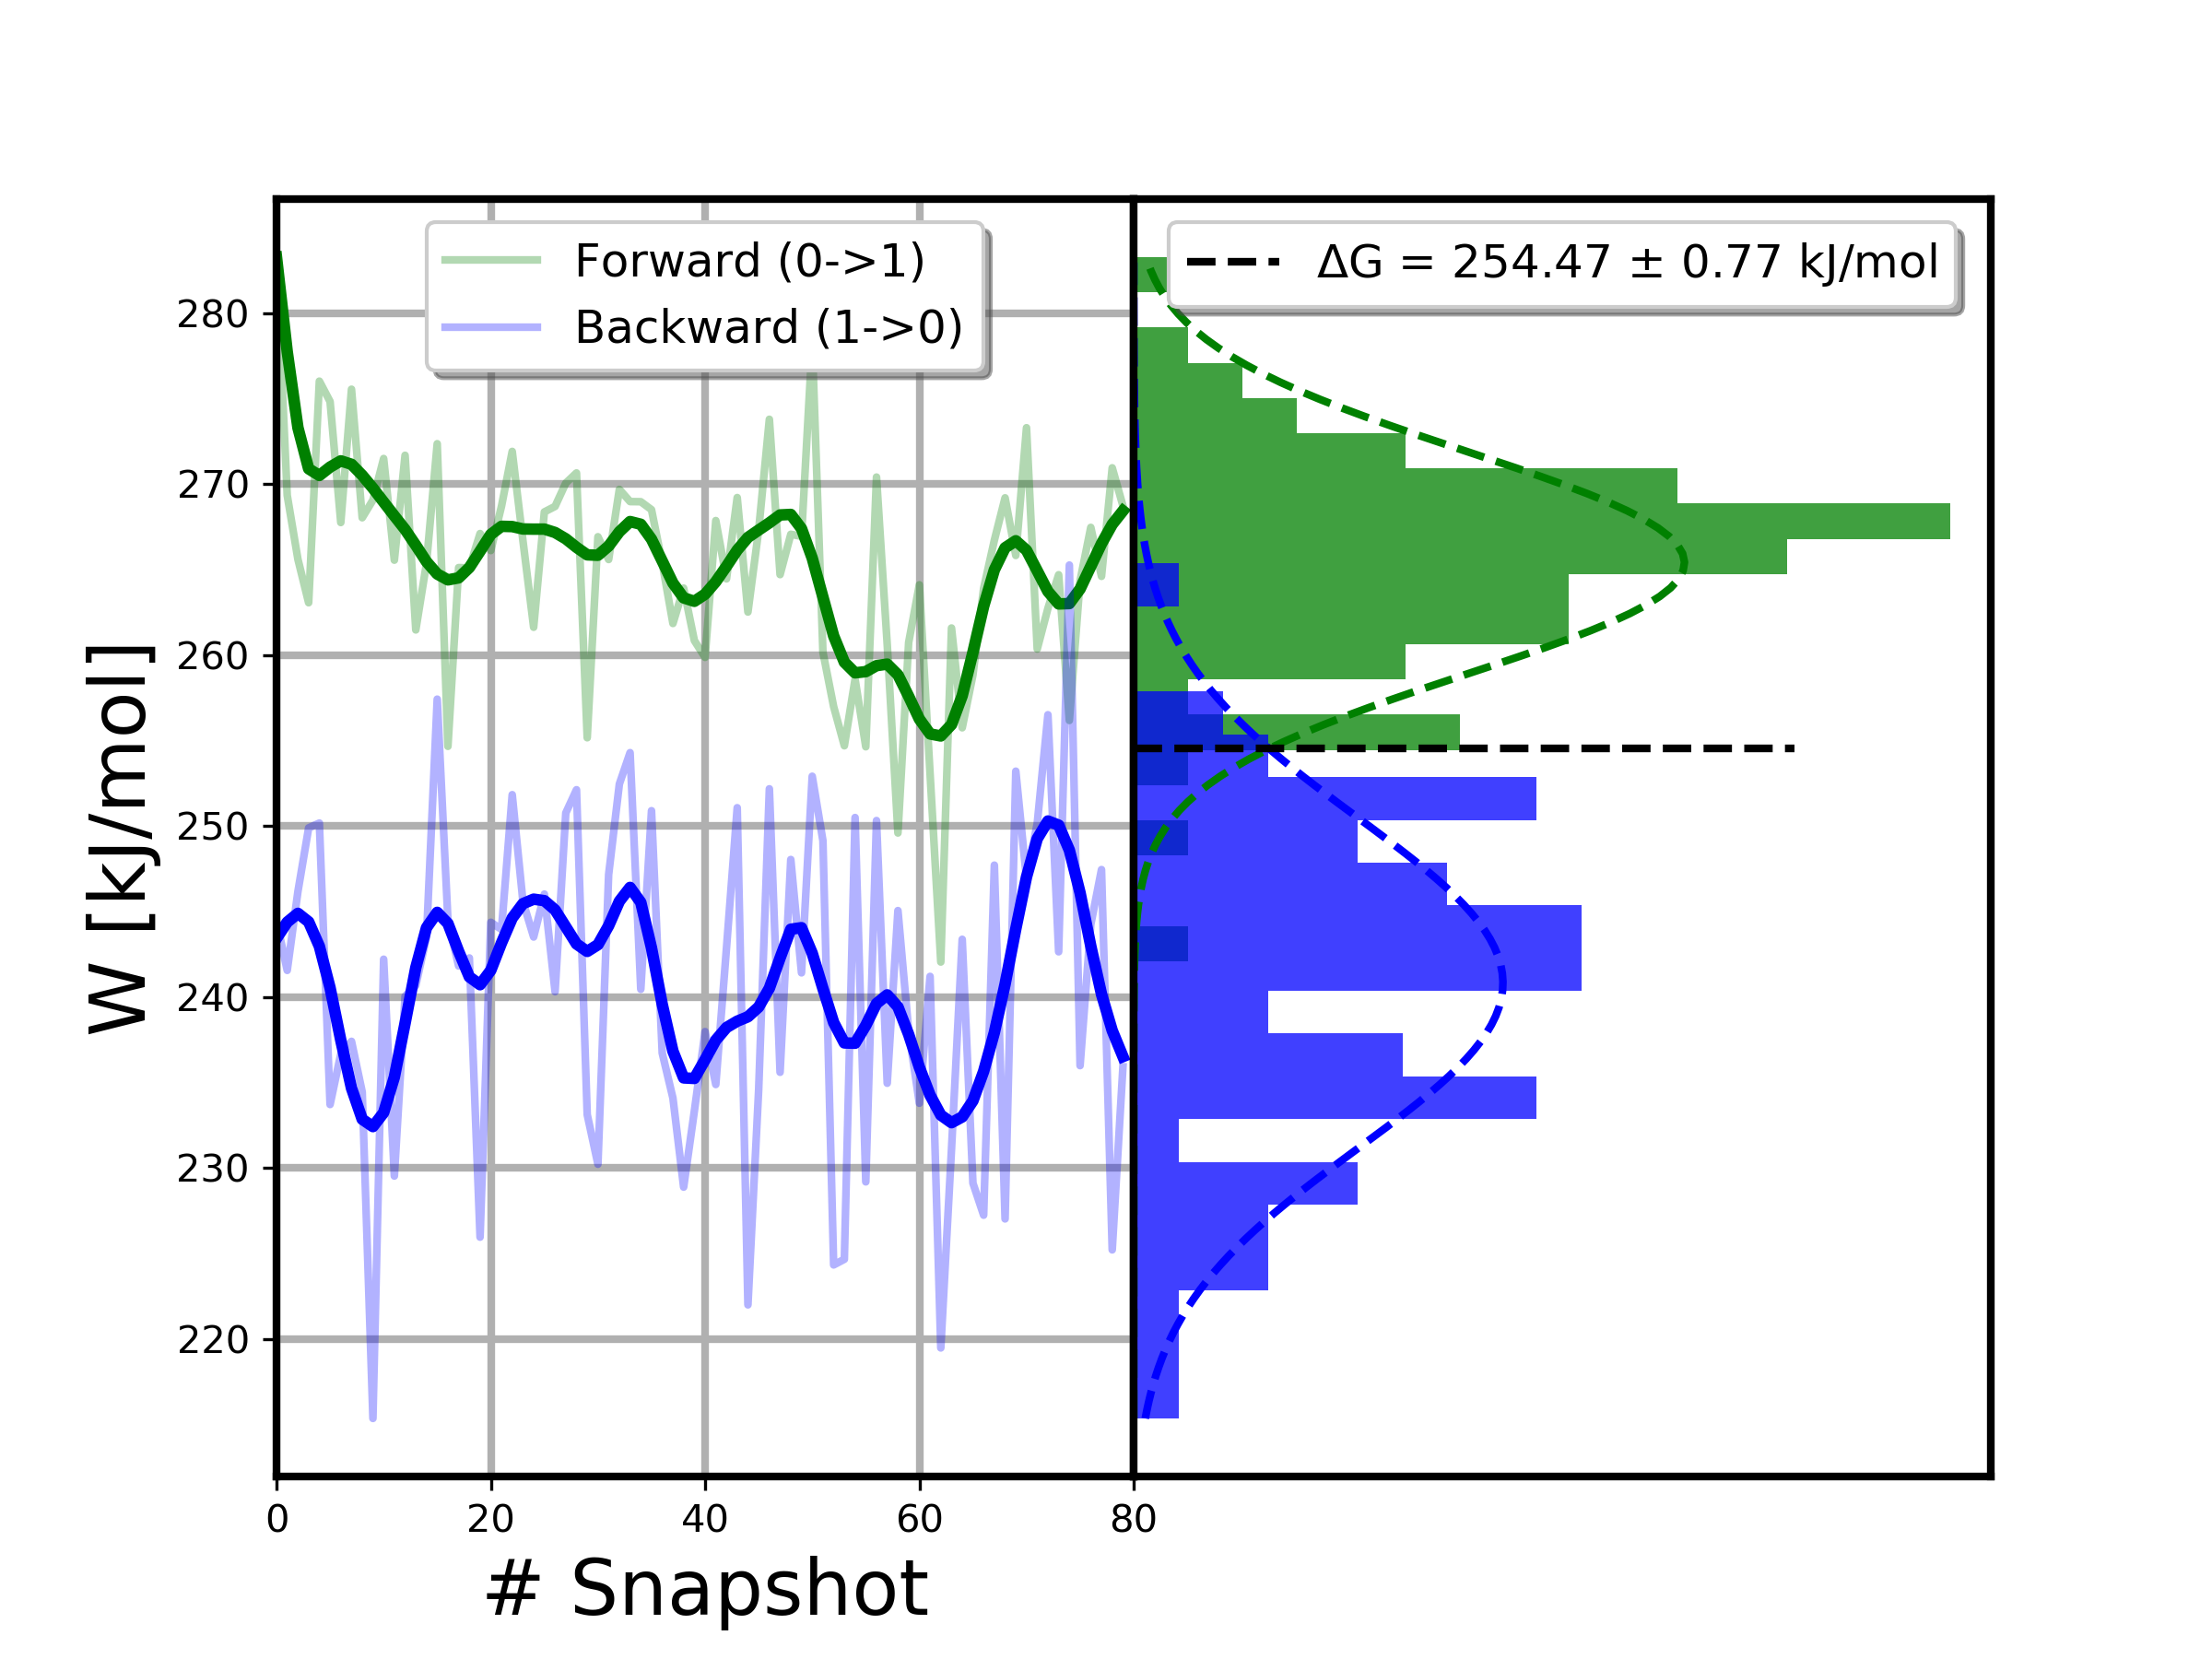 Forward (0->1)
Backward (1->0)
ΔG = 254.47 ± 0.77 kJ/mol
W [kJ/mol]
280
270
260
250
240
230
220
0 20 40 60 80
# Snapshot